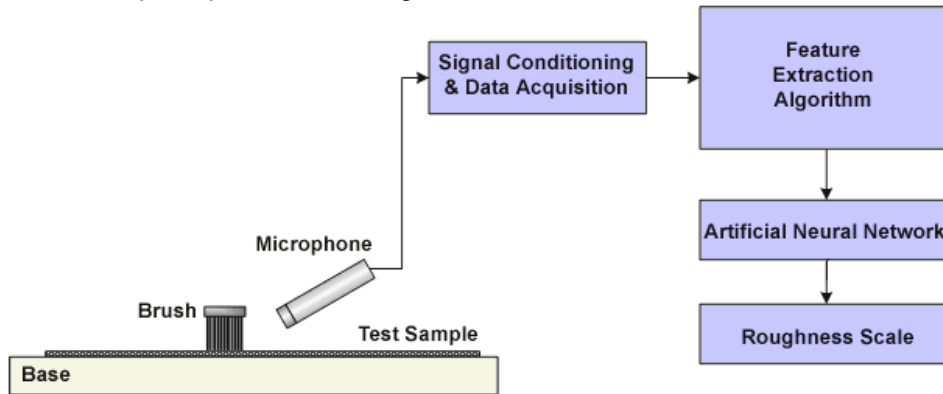 Signal Conditioning
& Data Acquisition
Feature
Extraction
Algorithm
Microphone
Artificial Neural Network
Brush
Test Sample
Roughness Scale
Base